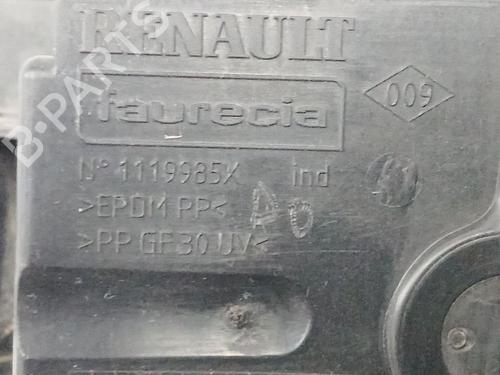 RENAULT
faurecia
009
N° 1119985X ind
>EPDM PP<
>PP GF30 UV<
B-PARTS